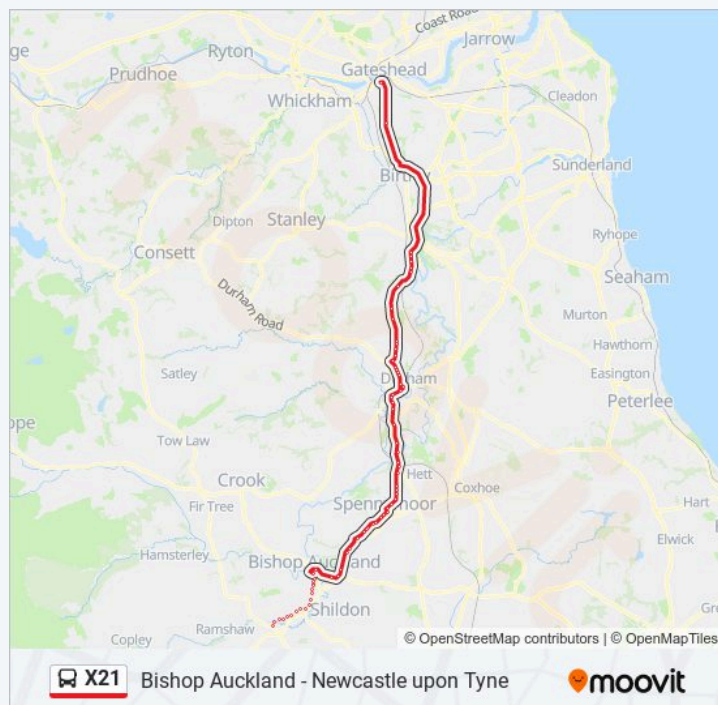 Coast Road
Jarrow
ge
Ryton
Gateshead
Prudhoe
Whickham
Cleadon
Sunderland
Birtley
Dipton
Stanley
Ryhope
Consett
Seaham
Durham Road
Murton
Hawthorn
Satley
Durham
Easington
ope
Peterlee
Tow Law
Crook
Hett
Coxhoe
Fir Tree
Spennymoor
Hart
Elwick
Hamsterley
Bishop Auckland
Shildon
Gr
Copley
Ramshaw
© OpenStreetMap contributors | © OpenMapTiles
X21
Bishop Auckland - Newcastle upon Tyne
moovit